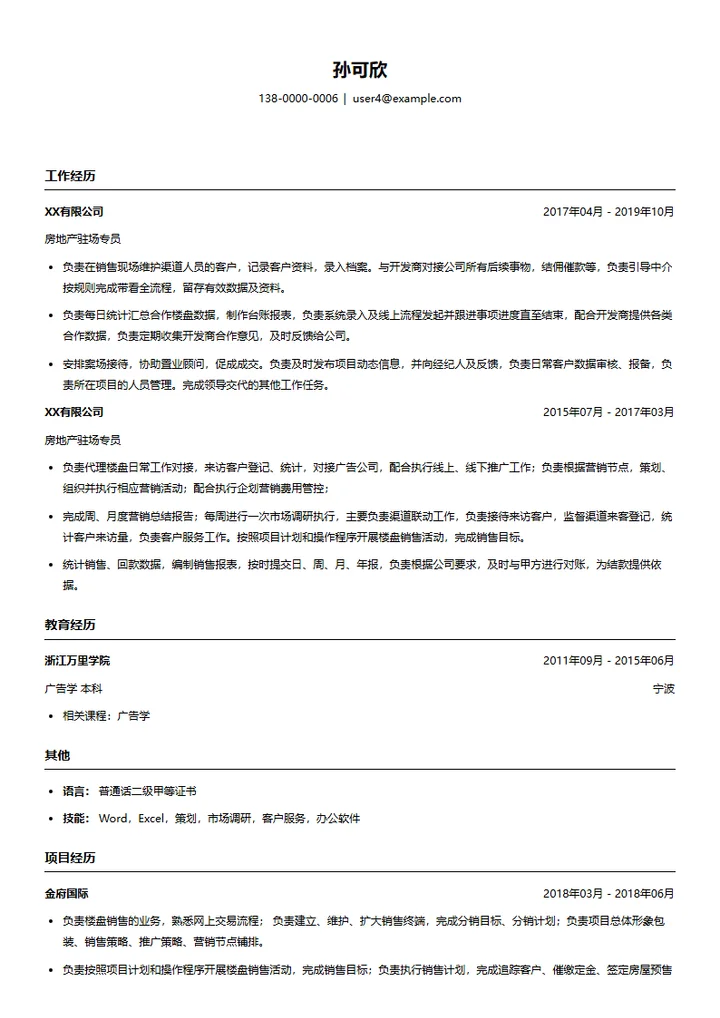 孙可欣
138-0000-0006 | user4@example.com
工作经历
XX有限公司 2017年04月 - 2019年10月
房地产驻场专员
• 负责在销售现场维护渠道人员的客户，记录客户资料，录入档案。与开发商对接公司所有后续事物，结佣催款等，负责引导中介
按规则完成带看全流程，留存有效数据及资料。
• 负责每日统计汇总合作楼盘数据，制作台账报表，负责系统录入及线上流程发起并跟进事项进度直至结束，配合开发商提供各类
合作数据，负责定期收集开发商合作意见，及时反馈给公司。
• 安排案场接待，协助置业顾问，促成成交。负责及时发布项目动态信息，并向经纪人及反馈，负责日常客户数据审核、报备，负
责所在项目的人员管理。完成领导交代的其他工作任务。
XX有限公司 2015年07月 - 2017年03月
房地产驻场专员
• 负责代理楼盘日常工作对接，来访客户登记、统计，对接广告公司，配合执行线上、线下推广工作；负责根据营销节点，策划、
组织并执行相应营销活动；配合执行企划营销费用管控；
• 完成周、月度营销总结报告；每周进行一次市场调研执行，主要负责渠道联动工作，负责接待来访客户，监督渠道来客登记，统
计客户来访量，负责客户服务工作。按照项目计划和操作程序开展楼盘销售活动，完成销售目标。
• 统计销售、回款数据，编制销售报表，按时提交日、周、月、年报，负责根据公司要求，及时与甲方进行对账，为结款提供依
据。
教育经历
浙江万里学院 2011年09月 - 2015年06月
广告学 本科 宁波
• 相关课程：广告学
其他
• 语言： 普通话二级甲等证书
• 技能： Word，Excel，策划，市场调研，客户服务，办公软件
项目经历
金府国际 2018年03月 - 2018年06月
• 负责楼盘销售的业务，熟悉网上交易流程； 负责建立、维护、扩大销售终端，完成分销目标、分销计划；负责项目总体形象包
装、销售策略、推广策略、营销节点铺排。
• 负责按照项目计划和操作程序开展楼盘销售活动，完成销售目标；负责执行销售计划，完成追踪客户、催缴定金、签定房屋预售